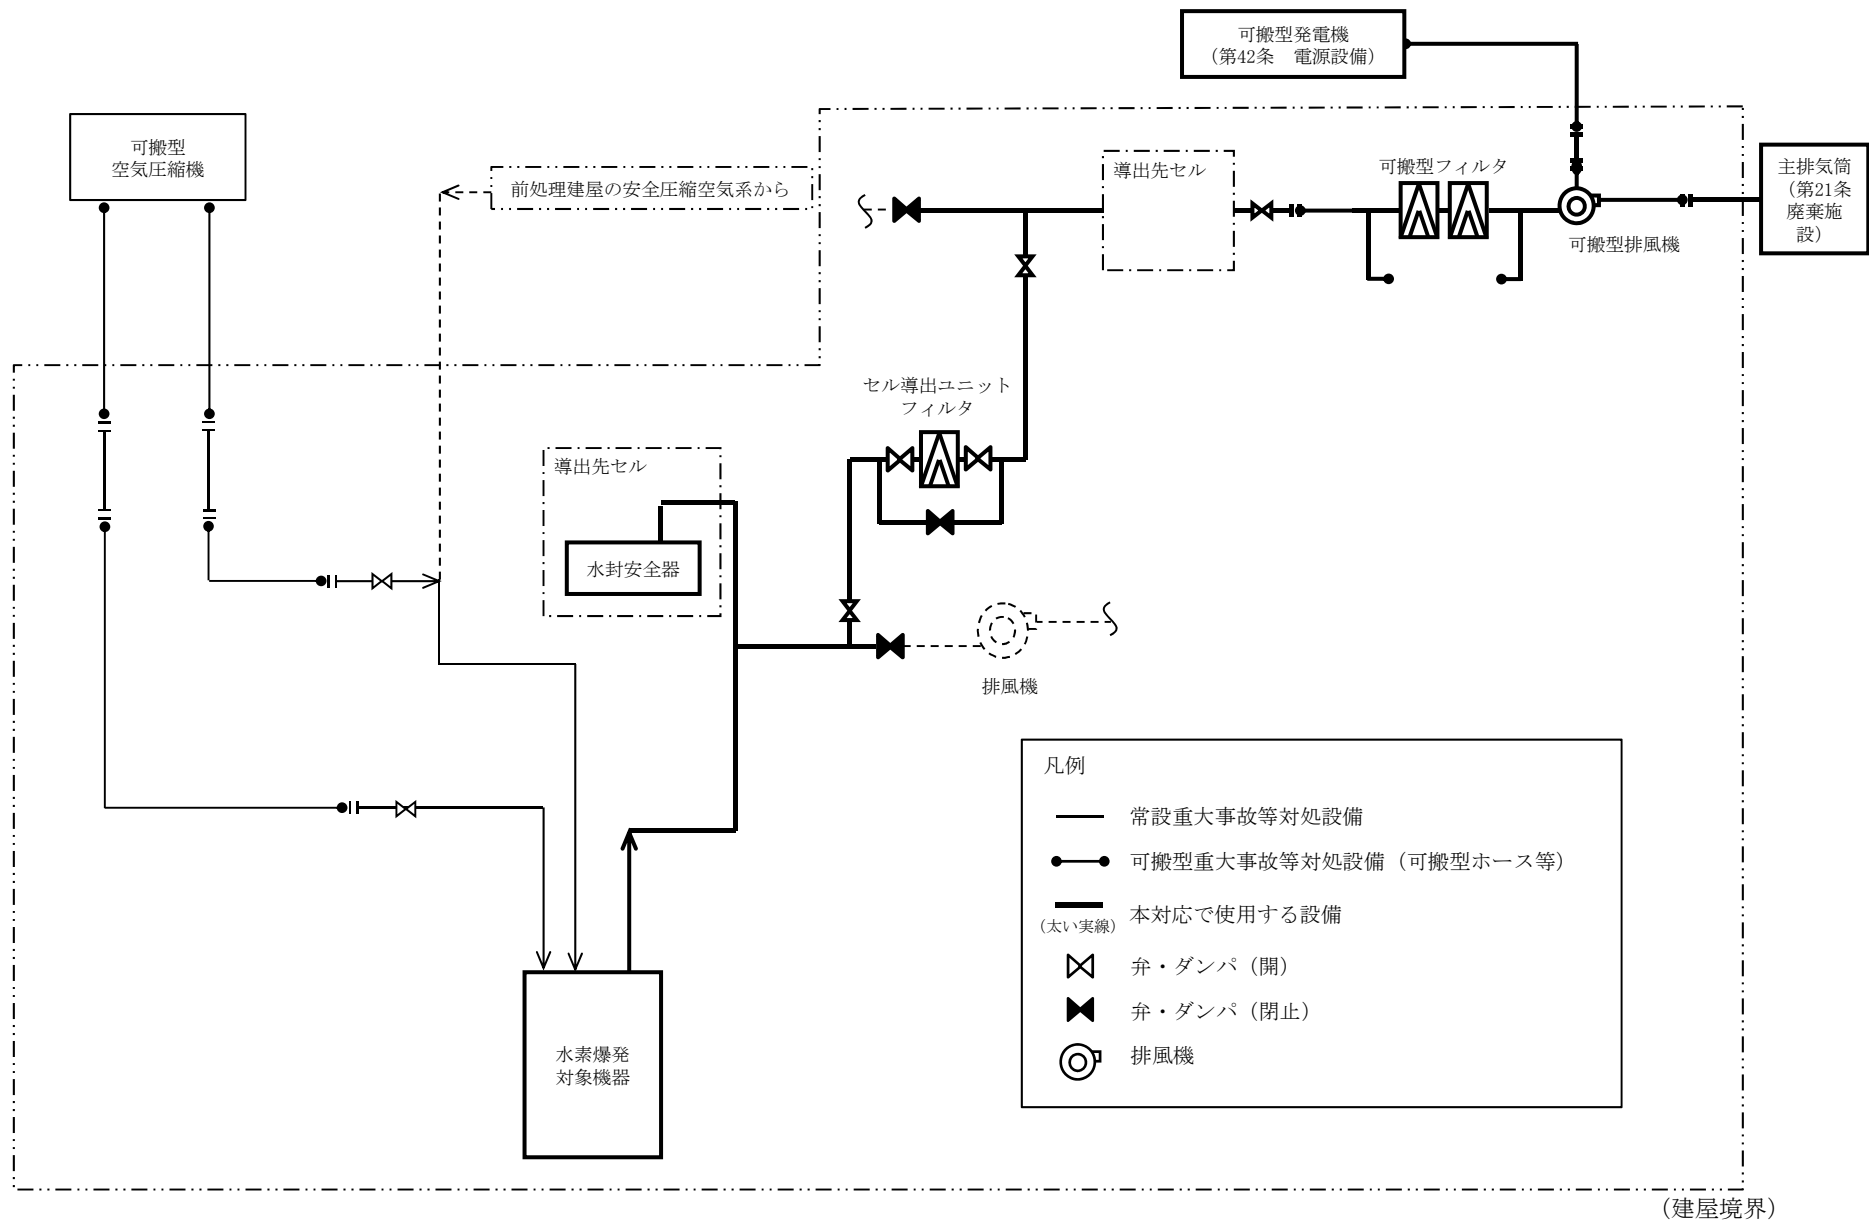 可搬型発電機
（第42条　電源設備）
可搬型
空気圧縮機
前処理建屋の安全圧縮空気系から
導出先セル
可搬型フィルタ
主排気筒
（第21条
廃棄施
設）
可搬型排風機
セル導出ユニット
フィルタ
導出先セル
水封安全器
排風機
凡例
常設重大事故等対処設備
可搬型重大事故等対処設備（可搬型ホース等）
本対応で使用する設備
（太い実線）
弁・ダンパ（開）
弁・ダンパ（閉止）
排風機
水素爆発
対象機器
（建屋境界）